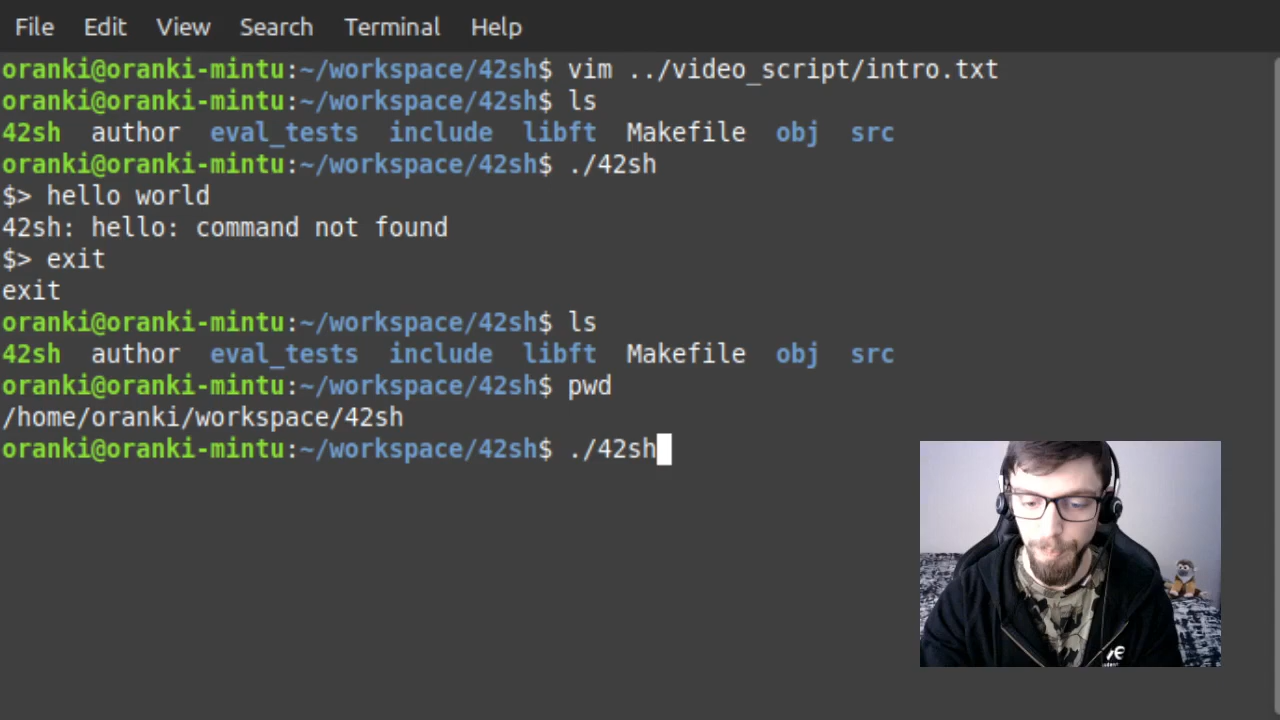 File Edit View Search Terminal Help
oranki@oranki-mintu:~/workspace/42sh$ vim ../video_script/intro.txt
oranki@oranki-mintu:~/workspace/42sh$ ls
42sh author eval_tests include libft Makefile obj src
oranki@oranki-mintu:~/workspace/42sh$ ./42sh
$> hello world
42sh: hello: command not found
$> exit
exit
oranki@oranki-mintu:~/workspace/42sh$ ls
42sh author eval_tests include libft Makefile obj src
oranki@oranki-mintu:~/workspace/42sh$ pwd
/home/oranki/workspace/42sh
oranki@oranki-mintu:~/workspace/42sh$ ./42sh